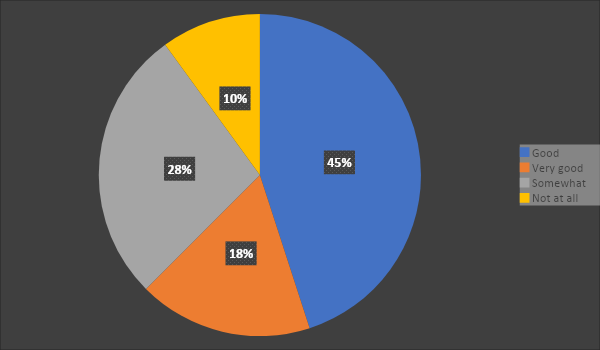 10%
45%
28%
18%
Good
Very good
Somewhat
Not at all